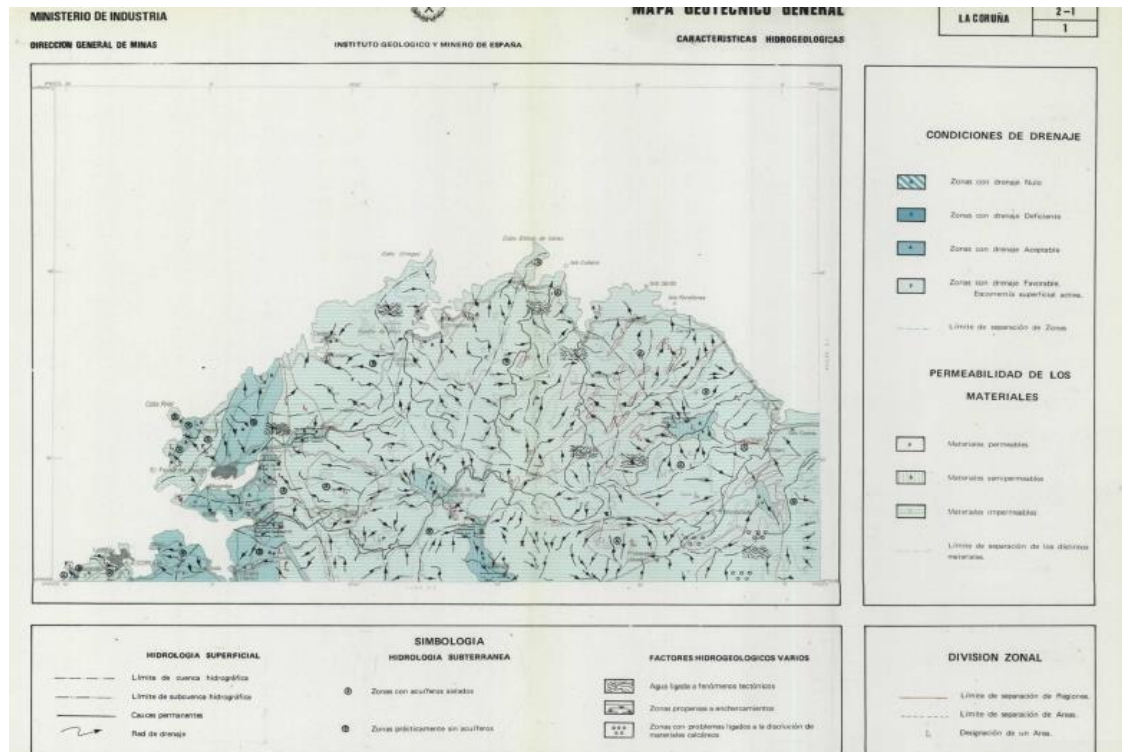 MINISTERIO DE INDUSTRIA
DIRECCION GENERAL DE MINAS
INSTITUTO GEOLOGICO Y MINERO DE ESPAÑA
MAPA GEOTECNICO GENERAL
CARACTERISTICAS HIDROGEOLOGICAS
LA CORUÑA
2-1
1
CONDICIONES DE DRENAJE
Zonas con drenaje Nulo
Zonas con drenaje Deficiente
Zonas con drenaje Aceptable
Zonas con drenaje Favorable.
Escorrentía superficial activa.
Límite de separación de Zonas
PERMEABILIDAD DE LOS
MATERIALES
Materiales permeables
Materiales semipermeables
Materiales impermeables
Límite de separación de los distintos
materiales.
SIMBOLOGIA
HIDROLOGIA SUPERFICIAL
Límite de cuenca hidrográfica
Límite de subcuenca hidrográfica
Cauces permanentes
Red de drenaje
HIDROLOGIA SUBTERRANEA
Zonas con acuíferos aislados
Zonas prácticamente sin acuíferos
FACTORES HIDROGEOLOGICOS VARIOS
Agua ligada a fenómenos tectónicos
Zonas propensas a encharcamientos
Zonas con problemas ligados a la disolución de
materiales calcáreos
DIVISION ZONAL
Límite de separación de Regiones.
Límite de separación de Areas.
Designación de un Area.